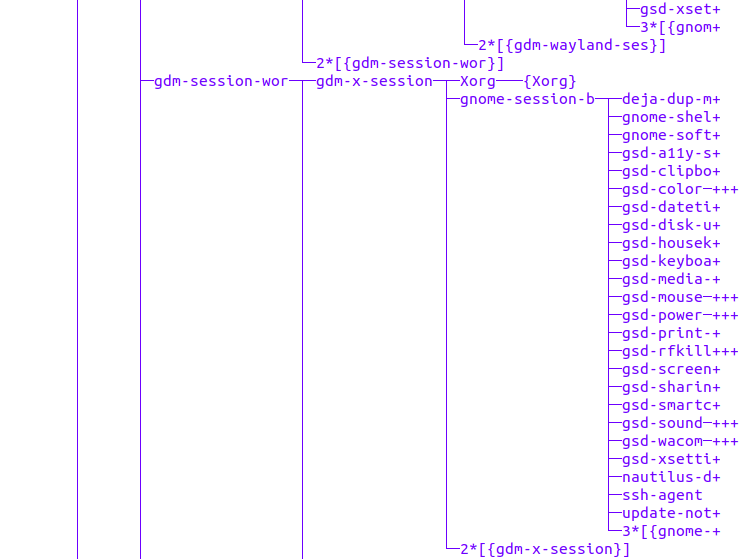 gsd-xset+
3*[{gnom+
2*[{gdm-wayland-ses}]
2*[{gdm-session-wor}]
gdm-session-wor─┬─gdm-x-session─┬─Xorg───{Xorg}
gnome-session-b─┬─deja-dup-m+
gnome-shel+
gnome-soft+
gsd-a11y-s+
gsd-clipbo+
gsd-color─+++
gsd-dateti+
gsd-disk-u+
gsd-housek+
gsd-keyboa+
gsd-media-+
gsd-mouse─+++
gsd-power─+++
gsd-print-+
gsd-rfkill+++
gsd-screen+
gsd-sharin+
gsd-smartc+
gsd-sound─+++
gsd-wacom─+++
gsd-xsetti+
nautilus-d+
ssh-agent
update-not+
3*[{gnome-+
2*[{gdm-x-session}]